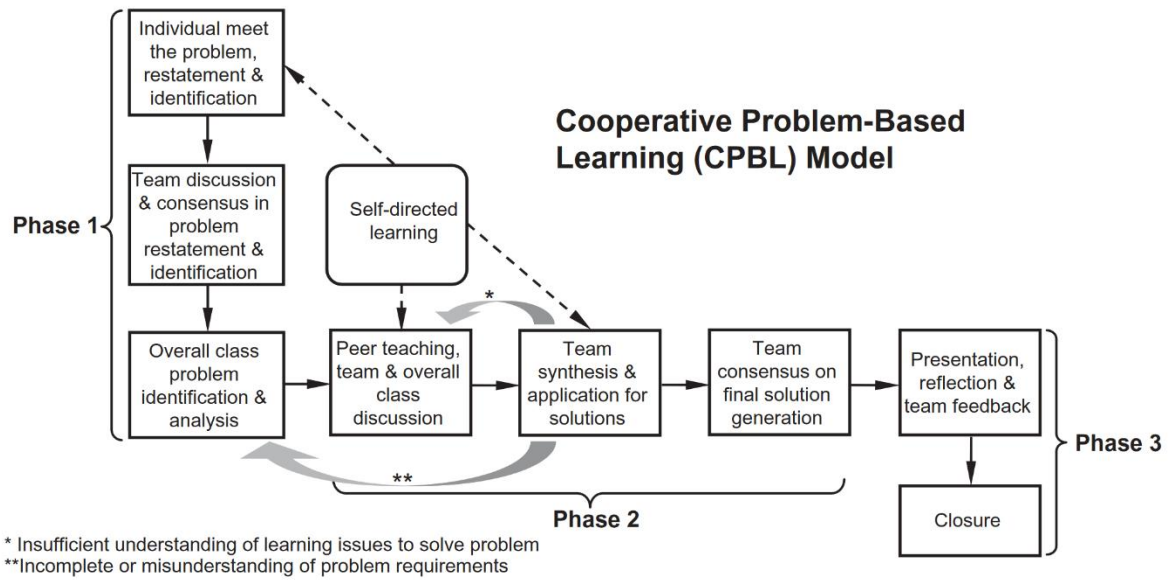 Individual meet
the problem,
restatement &
identification
Cooperative Problem-Based
Learning (CPBL) Model
Phase 1
Team discussion
& consensus in
problem
restatement &
identification
Self-directed
learning
*
Overall class
problem
identification &
analysis
Peer teaching,
team & overall
class
discussion
Team
synthesis &
application for
solutions
Team
consensus on
final solution
generation
Presentation,
reflection &
team feedback
Phase 3
**
Phase 2
Closure
* Insufficient understanding of learning issues to solve problem
**Incomplete or misunderstanding of problem requirements